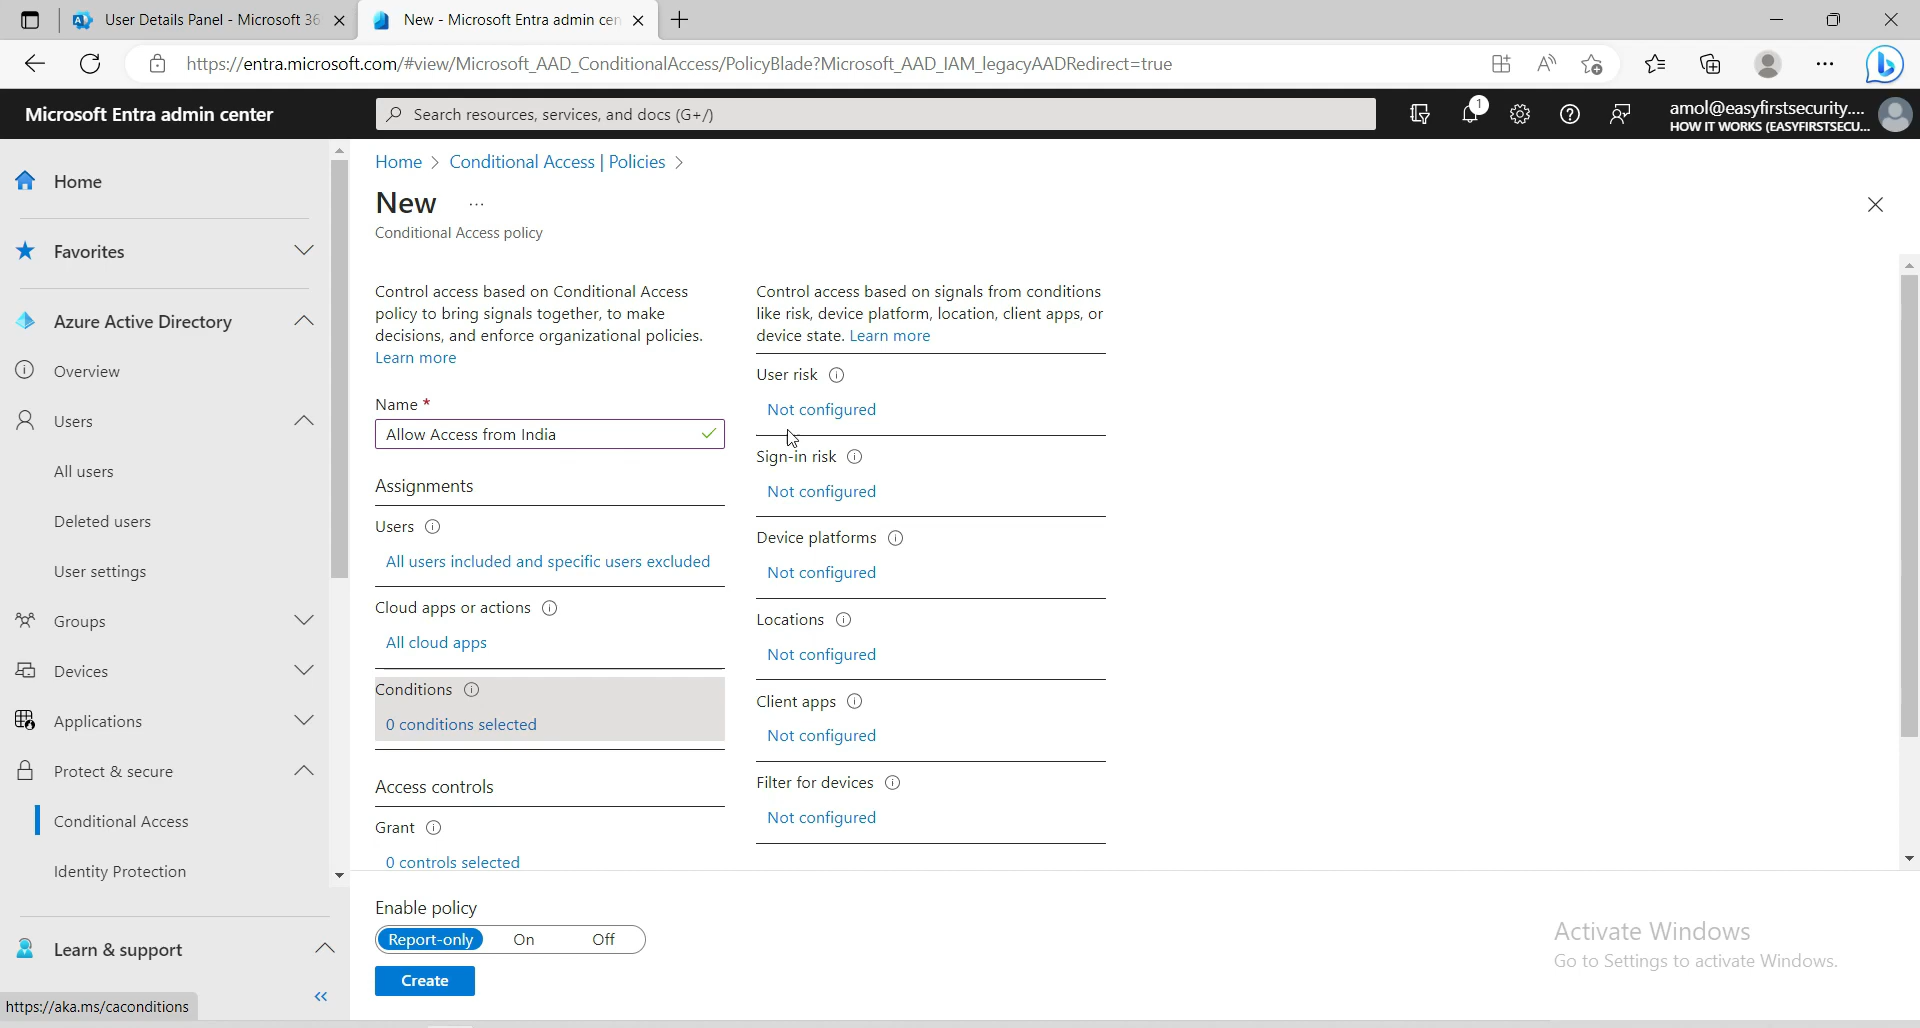 User Details Panel - Microsoft 36
New - Microsoft Entra admin cen
https://entra.microsoft.com/#view/Microsoft_AAD_ConditionalAccess/PolicyBlade?Microsoft_AAD_IAM_legacyAADRedirect=true
Microsoft Entra admin center
Search resources, services, and docs (G+/)
1
amol@easyfirstsecurity....
HOW IT WORKS (EASYFIRSTSECU...
Home
Favorites
Azure Active Directory
Overview
Users
All users
Deleted users
User settings
Groups
Devices
Applications
Protect & secure
Conditional Access
Identity Protection
Learn & support
https://aka.ms/caconditions
Home > Conditional Access | Policies >
New ...
Conditional Access policy
Control access based on Conditional Access
policy to bring signals together, to make
decisions, and enforce organizational policies.
Learn more
Name *
Allow Access from India
Assignments
Users
All users included and specific users excluded
Cloud apps or actions
All cloud apps
Conditions
0 conditions selected
Access controls
Grant
0 controls selected
Control access based on signals from conditions
like risk, device platform, location, client apps, or
device state. Learn more
User risk
Not configured
Sign-in risk
Not configured
Device platforms
Not configured
Locations
Not configured
Client apps
Not configured
Filter for devices
Not configured
Enable policy
Report-only On Off
Create
Activate Windows
Go to Settings to activate Windows.